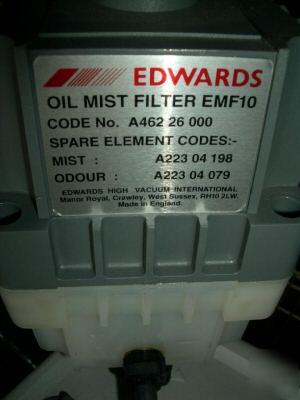 EDWARDS
OIL MIST FILTER EMF10
CODE No. A462 26 000
SPARE ELEMENT CODES:-
MIST : A223 04 198
ODOUR : A223 04 079
EDWARDS HIGH VACUUM INTERNATIONAL
Manor Royal, Crawley, West Sussex, RH10 2LW.
Made in England.